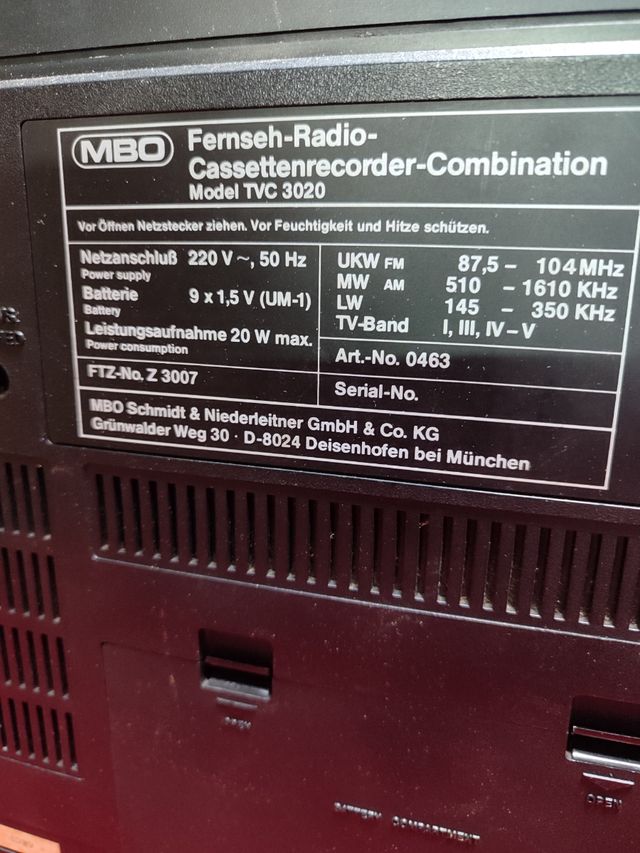 MBO
Fernseh-Radio-
Cassettenrecorder-Combination
Model TVC 3020
Vor Öffnen Netzstecker ziehen. Vor Feuchtigkeit und Hitze schützen.
Netzanschluß 220 V ~, 50 Hz
Power supply
Batterie 9 x 1,5 V (UM-1)
Battery
Leistungsaufnahme 20 W max.
Power consumption
FTZ-No. Z 3007
UKW FM 87,5 – 104 MHz
MW AM 510 – 1610 KHz
LW 145 – 350 KHz
TV-Band I, III, IV – V
Art.-No. 0463
Serial-No.
MBO Schmidt & Niederleitner GmbH & Co. KG
Grünwalder Weg 30 · D-8024 Deisenhofen bei München
OPEN
OPEN
BATTERY COMPARTMENT